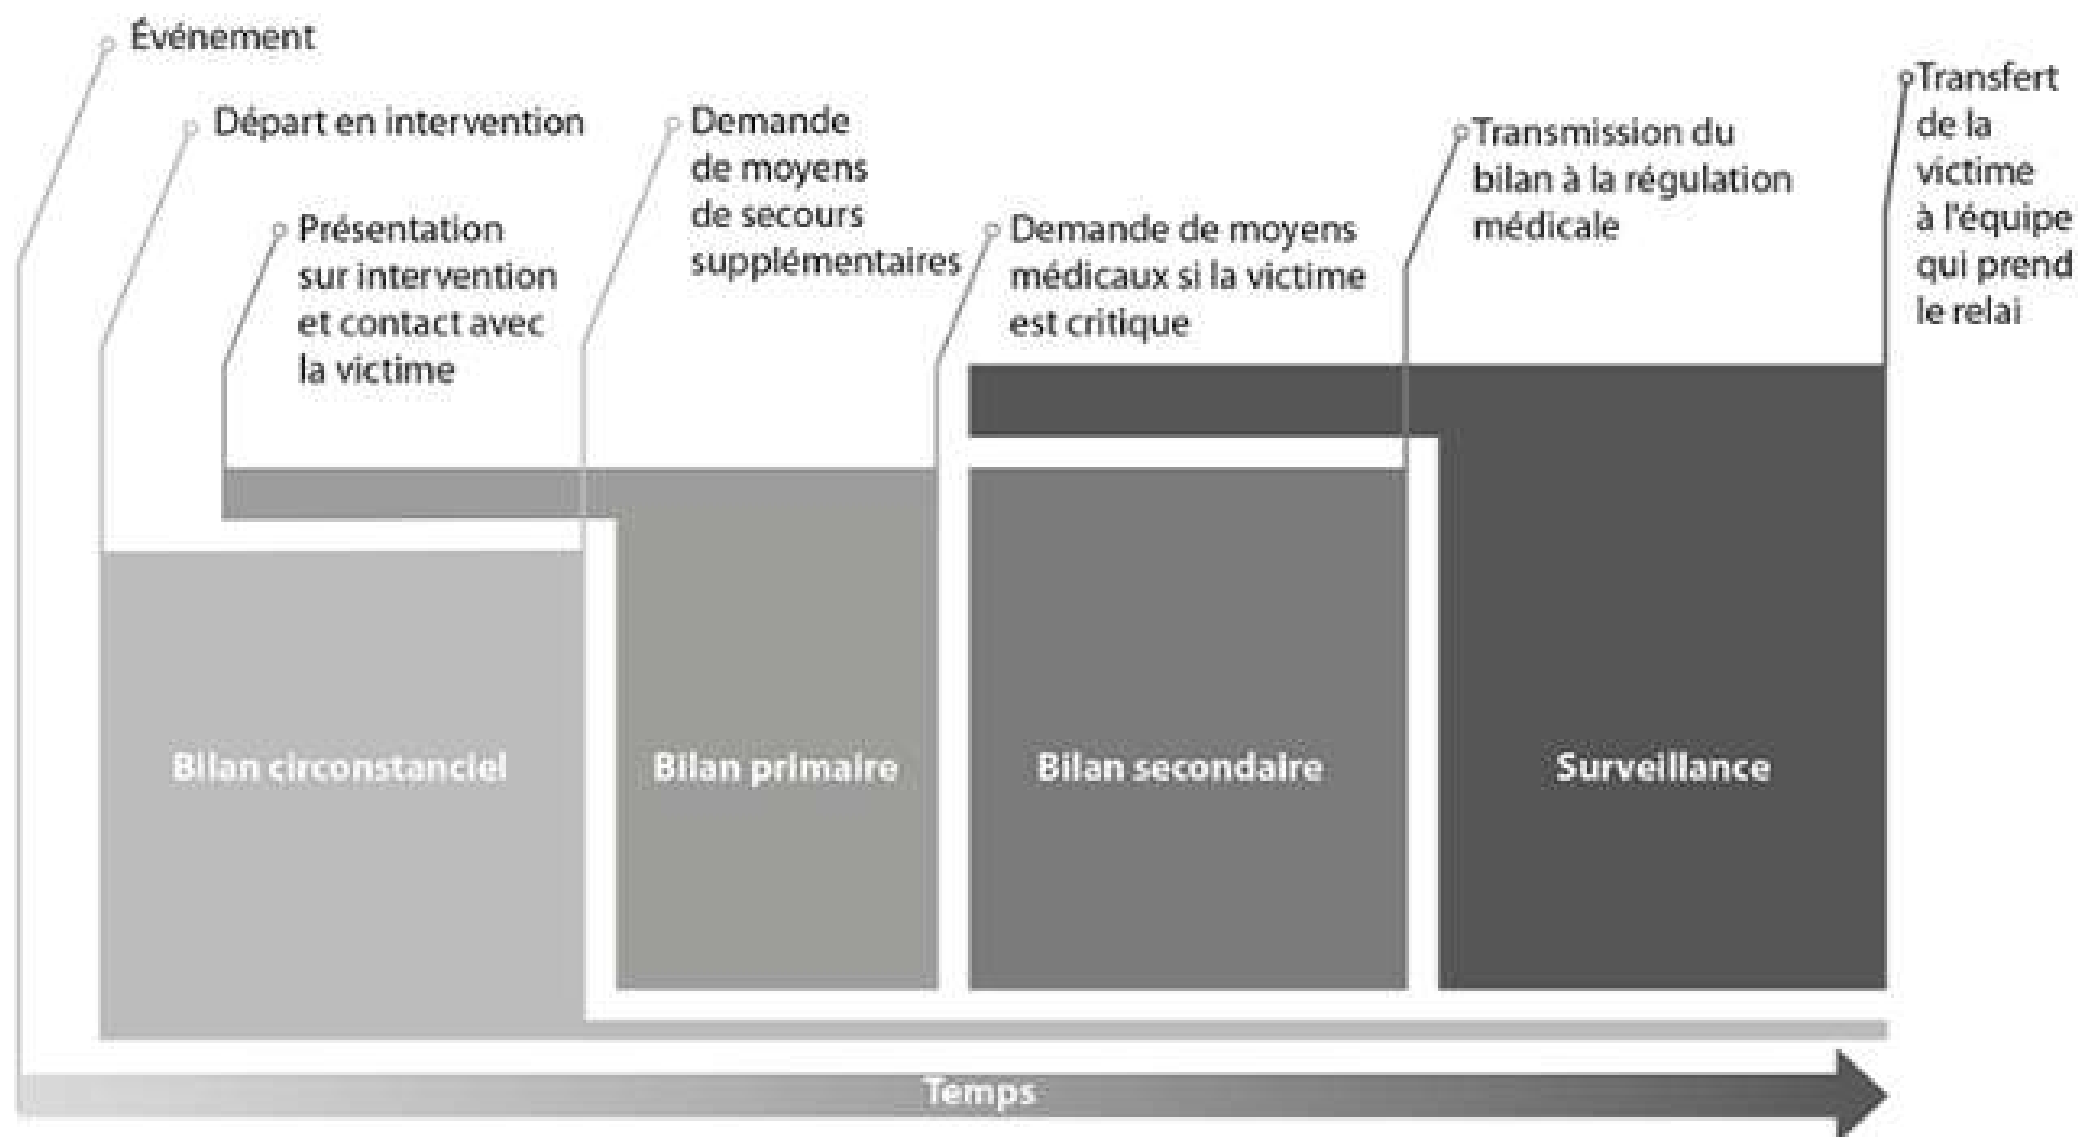 Événement
Départ en intervention
Présentation
sur intervention
et contact avec
la victime
Demande
de moyens
de secours
supplémentaires
Demande de moyens
médicaux si la victime
est critique
Transmission du
bilan à la régulation
médicale
Transfert
de la
victime
à l'équipe
qui prend
le relai
Bilan circonstanciel
Bilan primaire
Bilan secondaire
Surveillance
Temps